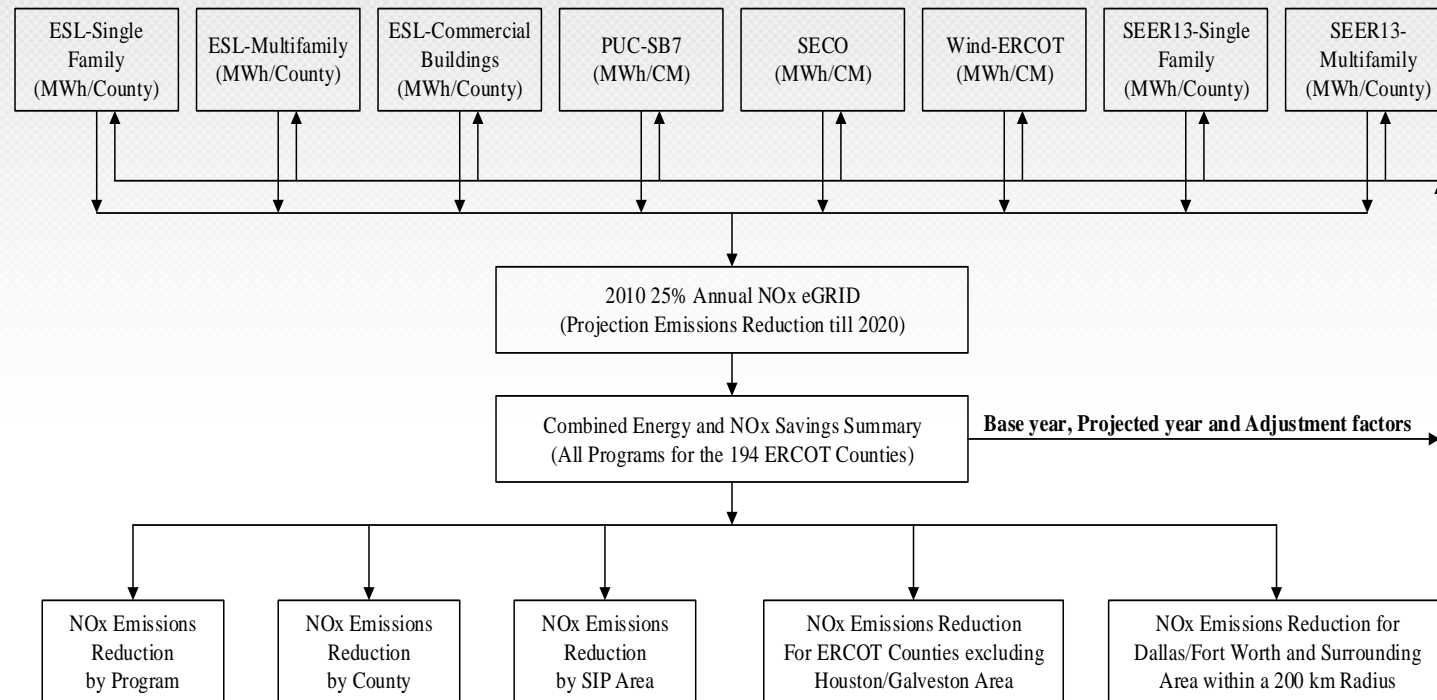 ESL-Single
Family
(MWh/County)
ESL-Multifamily
(MWh/County)
ESL-Commercial
Buildings
(MWh/County)
PUC-SB7
(MWh/CM)
SECO
(MWh/CM)
Wind-ERCOT
(MWh/CM)
SEER13-Single
Family
(MWh/County)
SEER13-
Multifamily
(MWh/County)
2010 25% Annual NOx eGRID
(Projection Emissions Reduction till 2020)
Combined Energy and NOx Savings Summary
(All Programs for the 194 ERCOT Counties)
Base year, Projected year and Adjustment factors
NOx Emissions
Reduction
by Program
NOx Emissions
Reduction
by County
NOx Emissions
Reduction
by SIP Area
NOx Emissions Reduction
For ERCOT Counties excluding
Houston/Galveston Area
NOx Emissions Reduction for
Dallas/Fort Worth and Surrounding
Area within a 200 km Radius